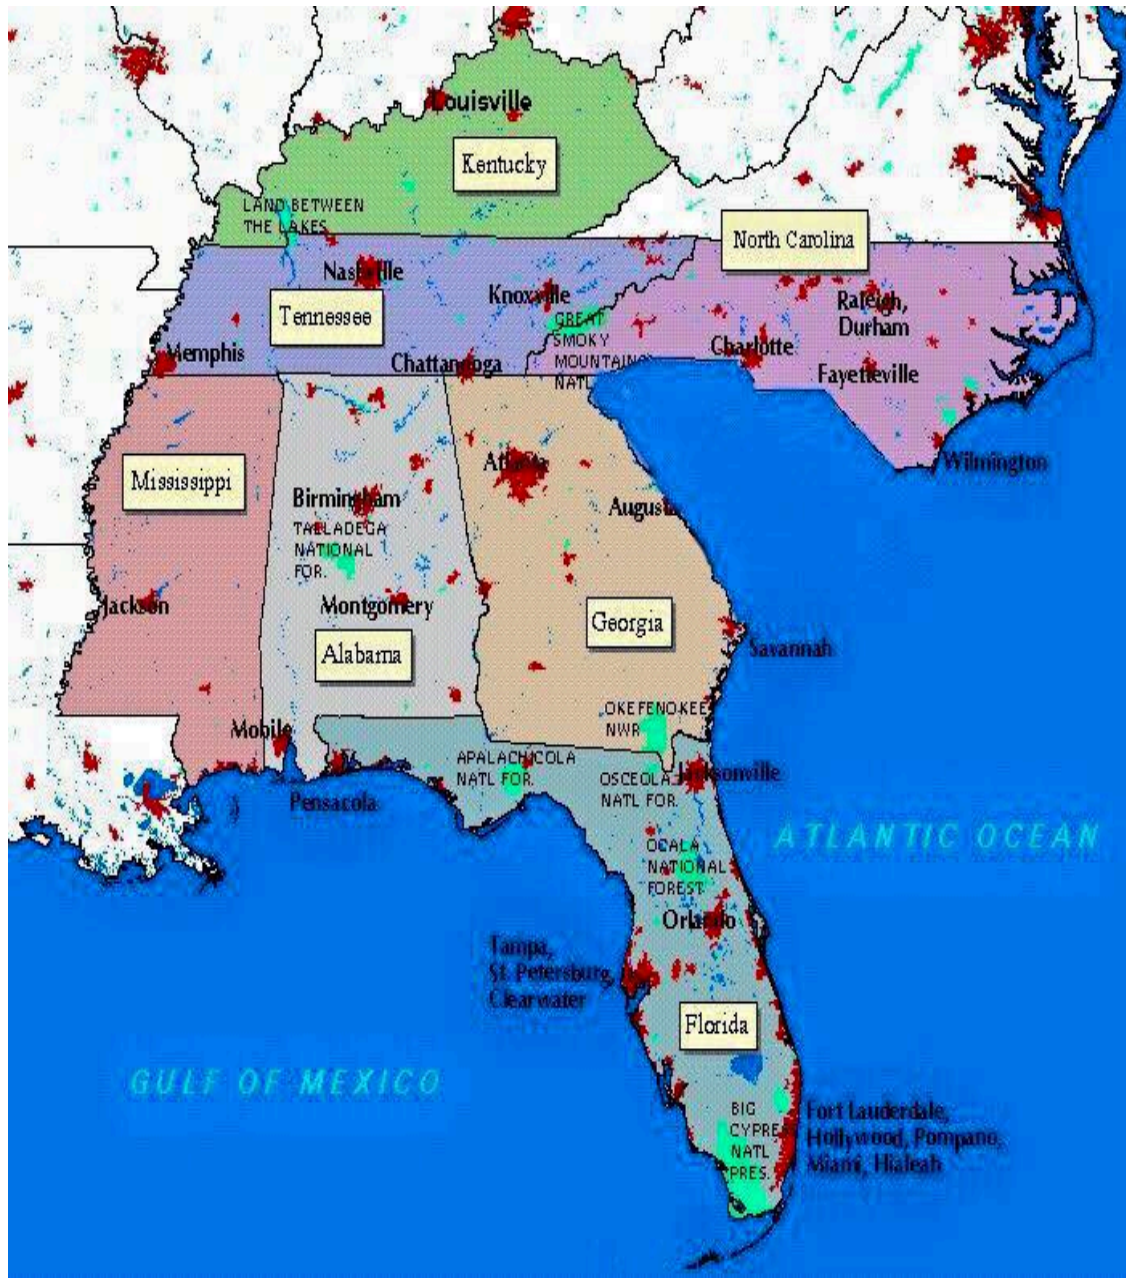 Louisville
Kentucky
LAND BETWEEN
THE LAKES
North Carolina
Nashville
Knoxville
Raleigh,
Durham
Tennessee
GREAT
SMOKY
MOUNTAINS
NATL
Memphis
Chattanooga
Charlotte
Fayetteville
Wilmington
Mississippi
Atlanta
Birmingham
Augusta
TALLADEGA
NATIONAL
FOR.
Jackson
Montgomery
Georgia
Alabama
Savannah
OKEFENOKEE
NWR
Mobile
APALACHICOLA
NATL FOR.
OSCEOLA
NATL FOR.
Jacksonville
Pensacola
ATLANTIC OCEAN
OCALA
NATIONAL
FOREST
Orlando
Tampa,
St. Petersburg,
Clearwater
Florida
GULF OF MEXICO
BIG
CYPRESS
NATL
PRES.
Fort Lauderdale,
Hollywood, Pompano,
Miami, Hialeah